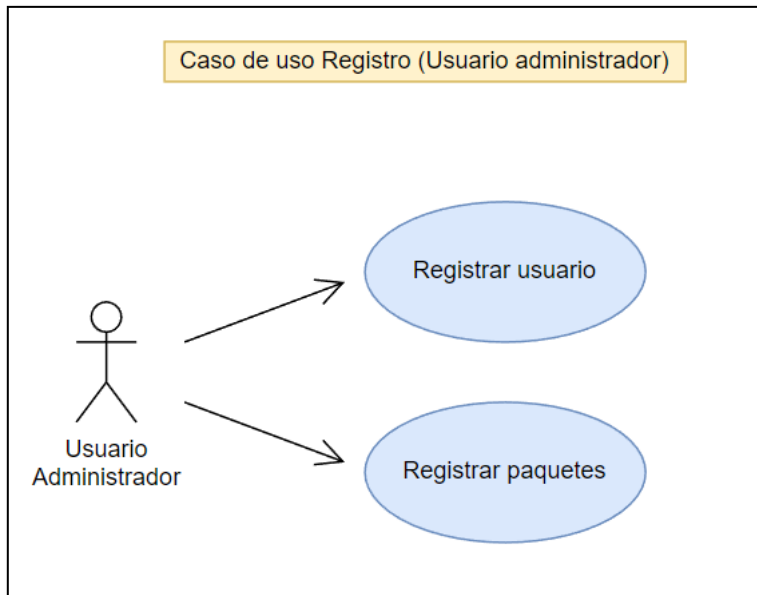 Caso de uso Registro (Usuario administrador)
Registrar usuario
Usuario
Administrador
Registrar paquetes